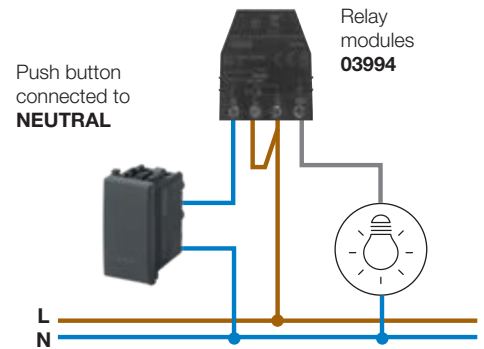 Relay
modules
03994
Push button
connected to
NEUTRAL
L
N